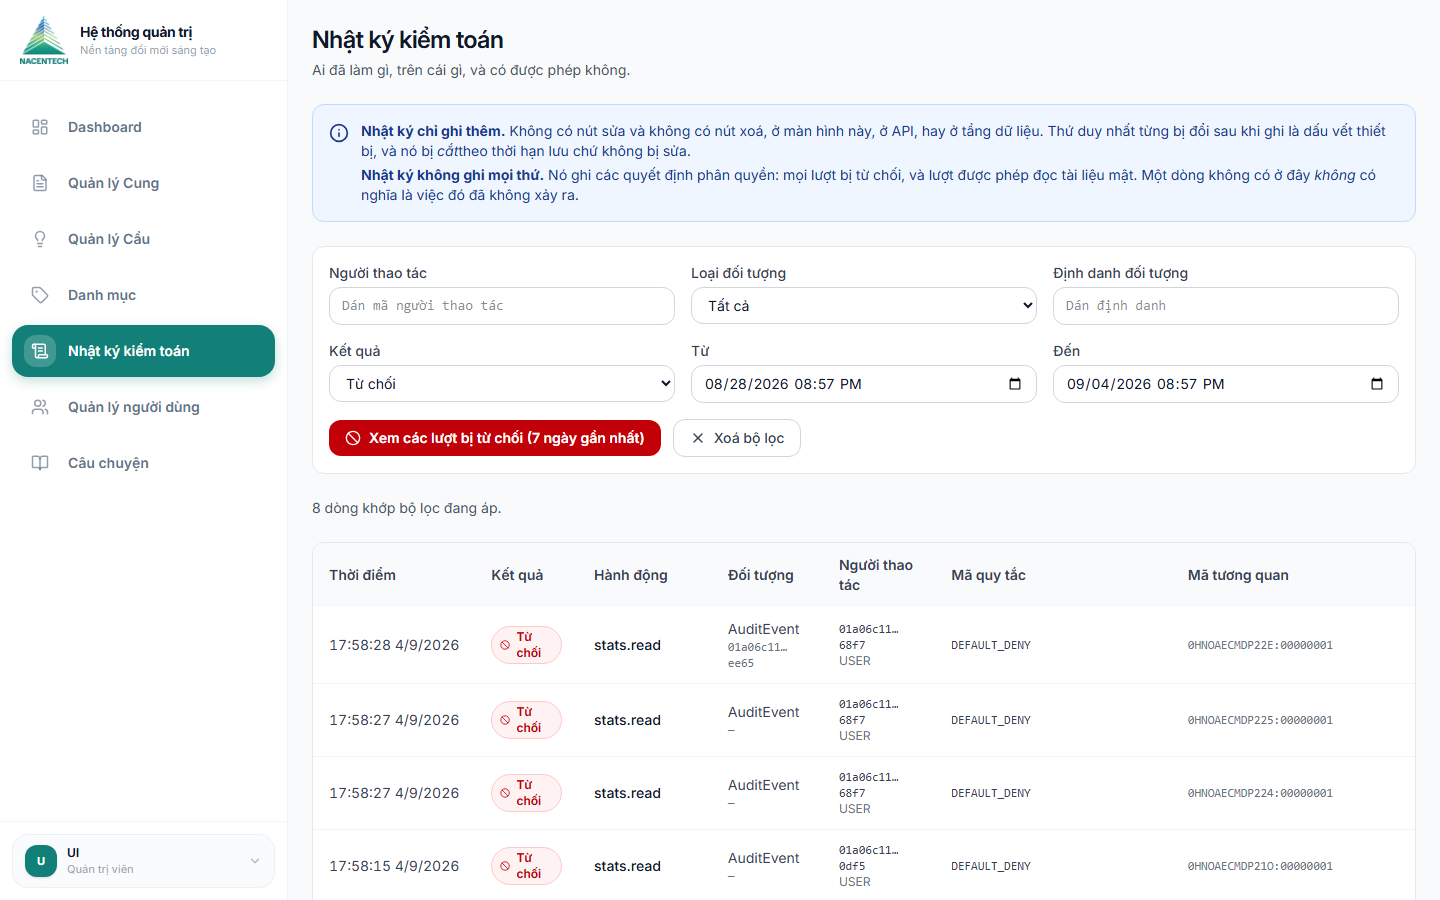 NACENTECH
Hệ thống quản trị
Nền tảng đổi mới sáng tạo
Dashboard
Quản lý Cung
Quản lý Cầu
Danh mục
Nhật ký kiểm toán
Quản lý người dùng
Câu chuyện
U
UI
Quản trị viên
Nhật ký kiểm toán
Ai đã làm gì, trên cái gì, và có được phép không.
Nhật ký chỉ ghi thêm. Không có nút sửa và không có nút xoá, ở màn hình này, ở API, hay ở tầng dữ liệu. Thứ duy nhất từng bị đổi sau khi ghi là dấu vết thiết
bị, và nó bị cắttheo thời hạn lưu chứ không bị sửa.
Nhật ký không ghi mọi thứ. Nó ghi các quyết định phân quyền: mọi lượt bị từ chối, và lượt được phép đọc tài liệu mật. Một dòng không có ở đây không có
nghĩa là việc đó đã không xảy ra.
Người thao tác
Loại đối tượng
Định danh đối tượng
Dán mã người thao tác
Tất cả
Dán định danh
Kết quả
Từ
Đến
Từ chối
08/28/2026 08:57 PM
09/04/2026 08:57 PM
Xem các lượt bị từ chối (7 ngày gần nhất)
Xoá bộ lọc
8 dòng khớp bộ lọc đang áp.
Thời điểm
Kết quả
Hành động
Đối tượng
Người thao
tác
Mã quy tắc
Mã tương quan
17:58:28 4/9/2026
Từ
chối
stats.read
AuditEvent
01a06c11…
ee65
01a06c11…
68f7
USER
DEFAULT_DENY
0HNOAECMDP22E:00000001
17:58:27 4/9/2026
Từ
chối
stats.read
AuditEvent
—
01a06c11…
68f7
USER
DEFAULT_DENY
0HNOAECMDP225:00000001
17:58:27 4/9/2026
Từ
chối
stats.read
AuditEvent
—
01a06c11…
68f7
USER
DEFAULT_DENY
0HNOAECMDP224:00000001
17:58:15 4/9/2026
Từ
chối
stats.read
AuditEvent
—
01a06c11…
0df5
USER
DEFAULT_DENY
0HNOAECMDP21O:00000001